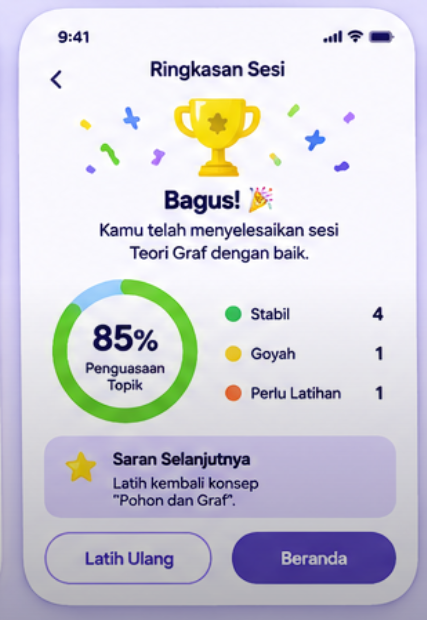 9:41
Ringkasan Sesi
Bagus! 🎉
Kamu telah menyelesaikan sesi
Teori Graf dengan baik.
85%
Penguasaan
Topik
Stabil 4
Goyah 1
Perlu Latihan 1
Saran Selanjutnya
Latih kembali konsep
"Pohon dan Graf".
Latih Ulang
Beranda